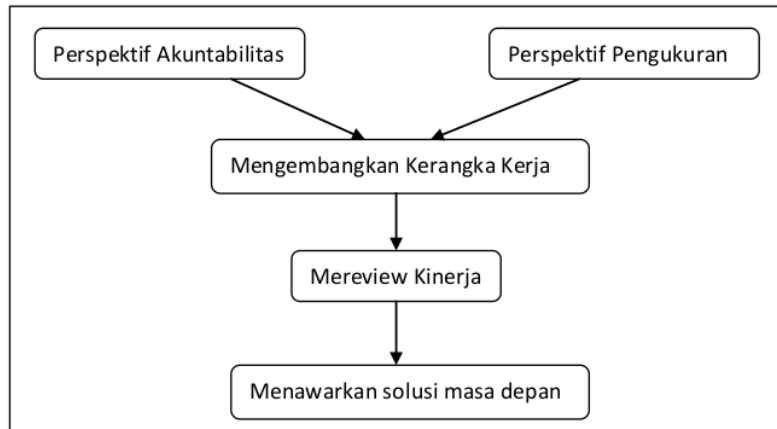 Perspektif Akuntabilitas
Perspektif Pengukuran
Mengembangkan Kerangka Kerja
Mereview Kinerja
Menawarkan solusi masa depan